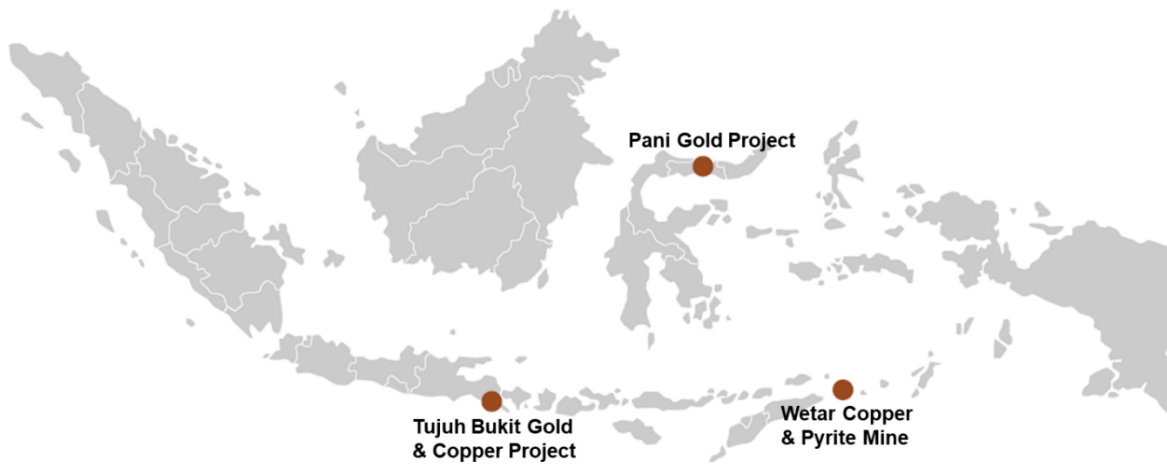 Pani Gold Project
Tujuh Bukit Gold
& Copper Project
Wetar Copper
& Pyrite Mine